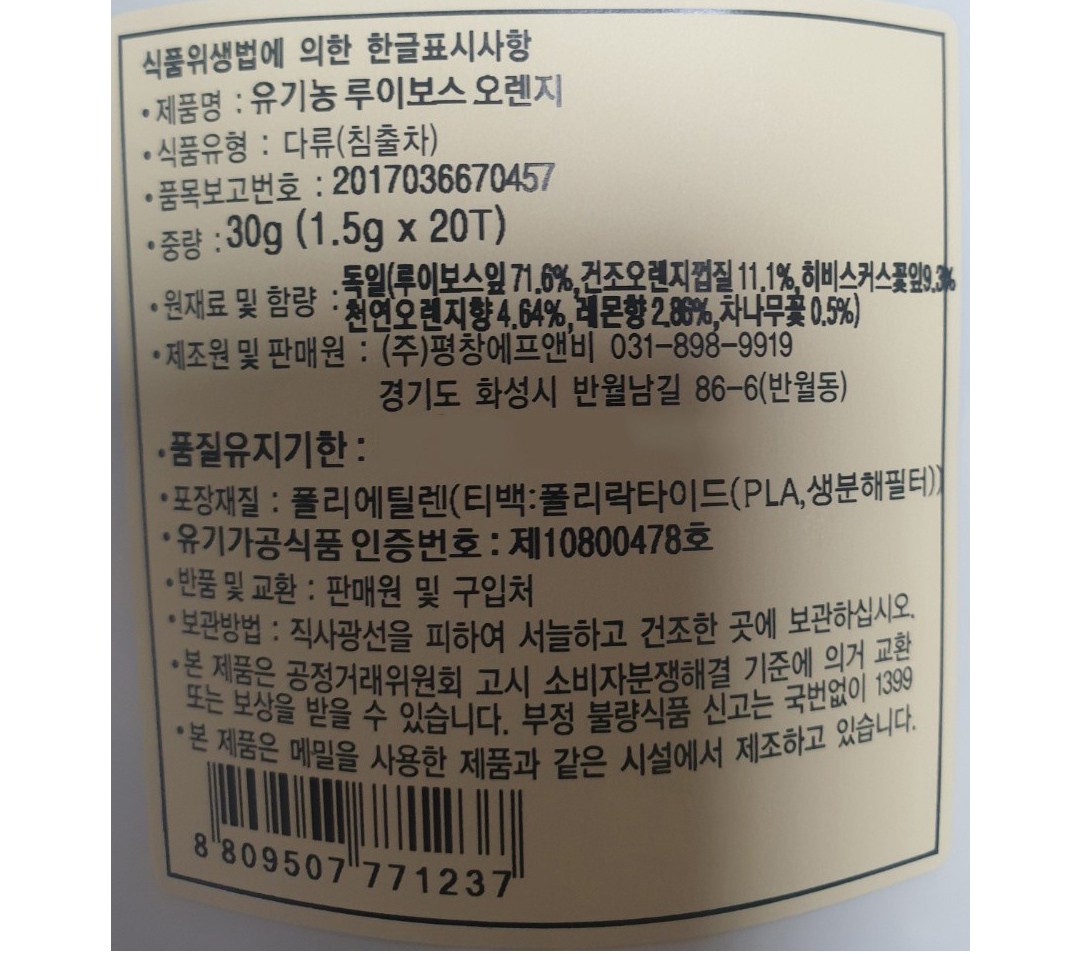 식품위생법에 의한 한글표시사항
•제품명 : 유기농 루이보스 오렌지
•식품유형 : 다류(침출차)
•품목보고번호 : 2017036670457
•중량 : 30g (1.5g x 20T)
•원재료 및 함량 : 독일(루이보스잎 71.6%,건조오렌지껍질 11.1%,히비스커스꽃잎9.3%
천연오렌지향 4.64%,레몬향 2.86%,차나무꽃 0.5%)
•제조원 및 판매원 : (주)평창에프앤비 031-898-9919
경기도 화성시 반월남길 86-6(반월동)
•품질유지기한 :
•포장재질 : 폴리에틸렌(티백:폴리락타이드(PLA,생분해필터))
•유기가공식품 인증번호 : 제10800478호
•반품 및 교환 : 판매원 및 구입처
•보관방법 : 직사광선을 피하여 서늘하고 건조한 곳에 보관하십시오.
•본 제품은 공정거래위원회 고시 소비자분쟁해결 기준에 의거 교환
또는 보상을 받을 수 있습니다. 부정 불량식품 신고는 국번없이 1399
•본 제품은 메밀을 사용한 제품과 같은 시설에서 제조하고 있습니다.
8 809507 771237